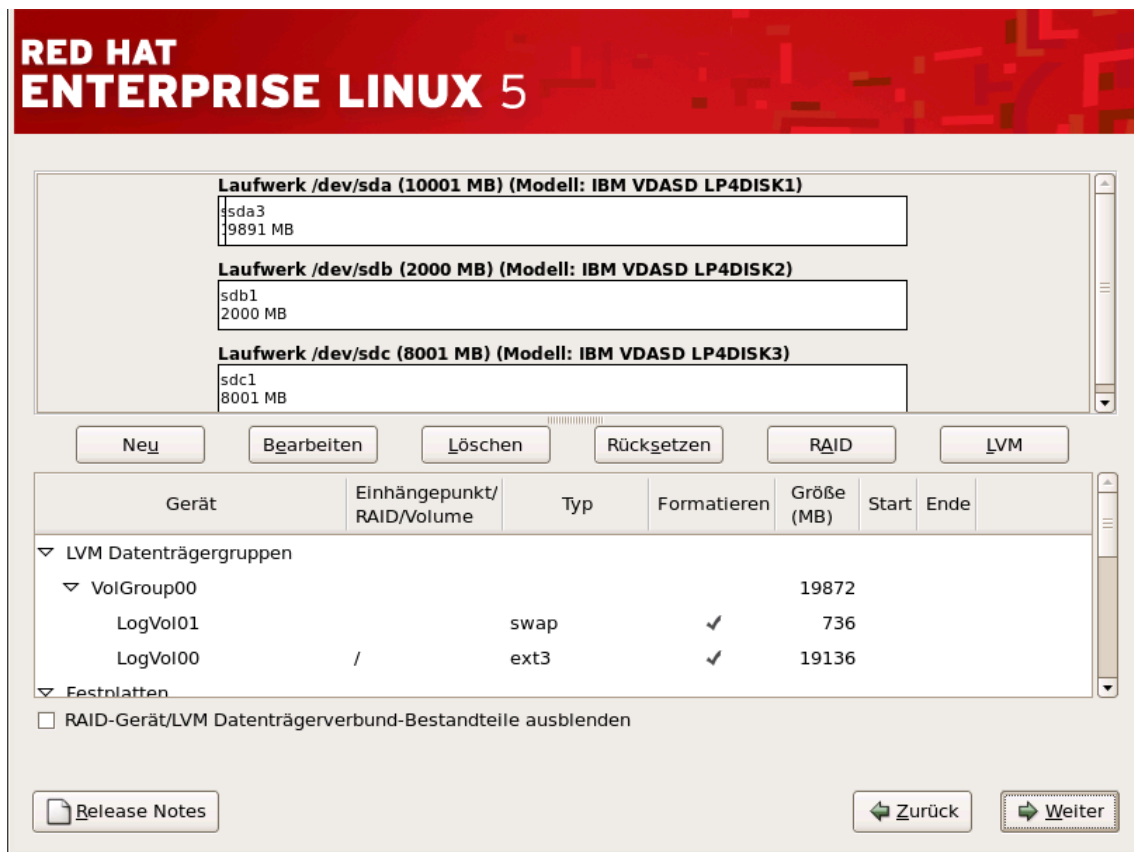 RED HAT
ENTERPRISE LINUX 5
Laufwerk /dev/sda (10001 MB) (Modell: IBM VDASD LP4DISK1)
sda3
9891 MB
Laufwerk /dev/sdb (2000 MB) (Modell: IBM VDASD LP4DISK2)
sdb1
2000 MB
Laufwerk /dev/sdc (8001 MB) (Modell: IBM VDASD LP4DISK3)
sdc1
8001 MB
Neu Bearbeiten Löschen Rücksetzen RAID LVM
Gerät Einhängepunkt/ RAID/Volume Typ Formatieren Größe (MB) Start Ende
LVM Datenträgergruppen
VolGroup00 19872
LogVol01 swap 736
LogVol00 / ext3 19136
Festplatten
RAID-Gerät/LVM Datenträgerverbund-Bestandteile ausblenden
Release Notes Zurück Weiter